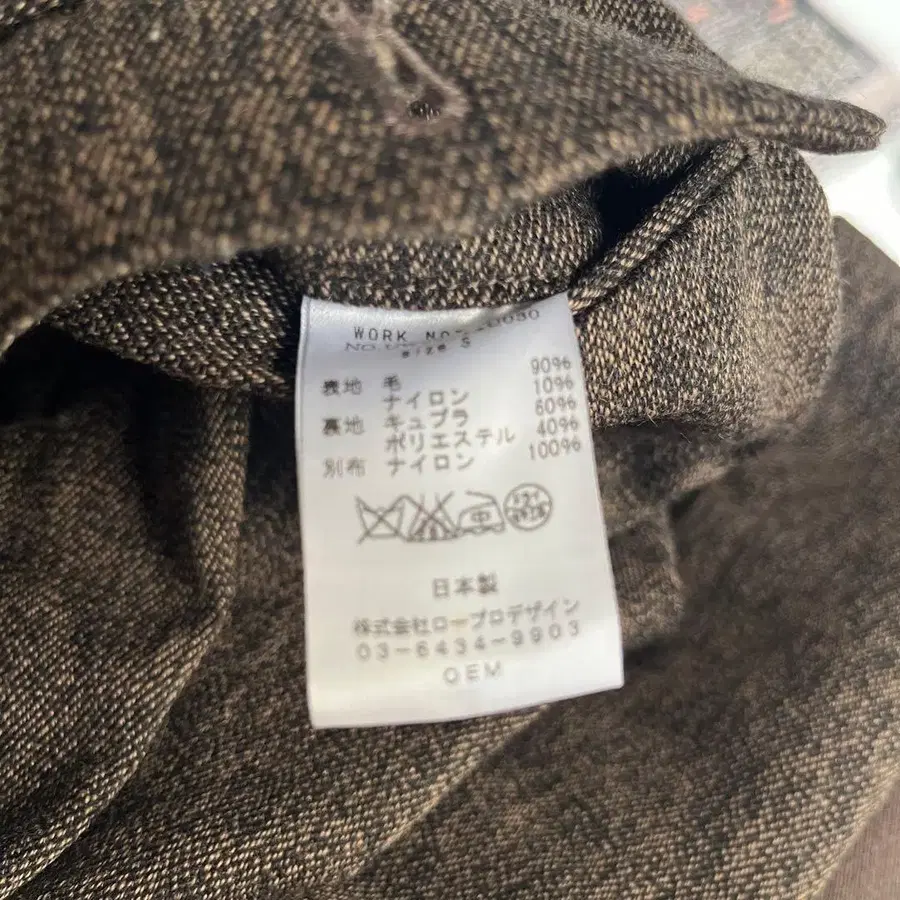 WORK
size S
表地 毛 90%
ナイロン 10%
裏地 キュプラ 60%
ポリエステル 40%
別布 ナイロン 100%
中
日本製
株式会社ロープロデザイン
03-6434-9903
OEM